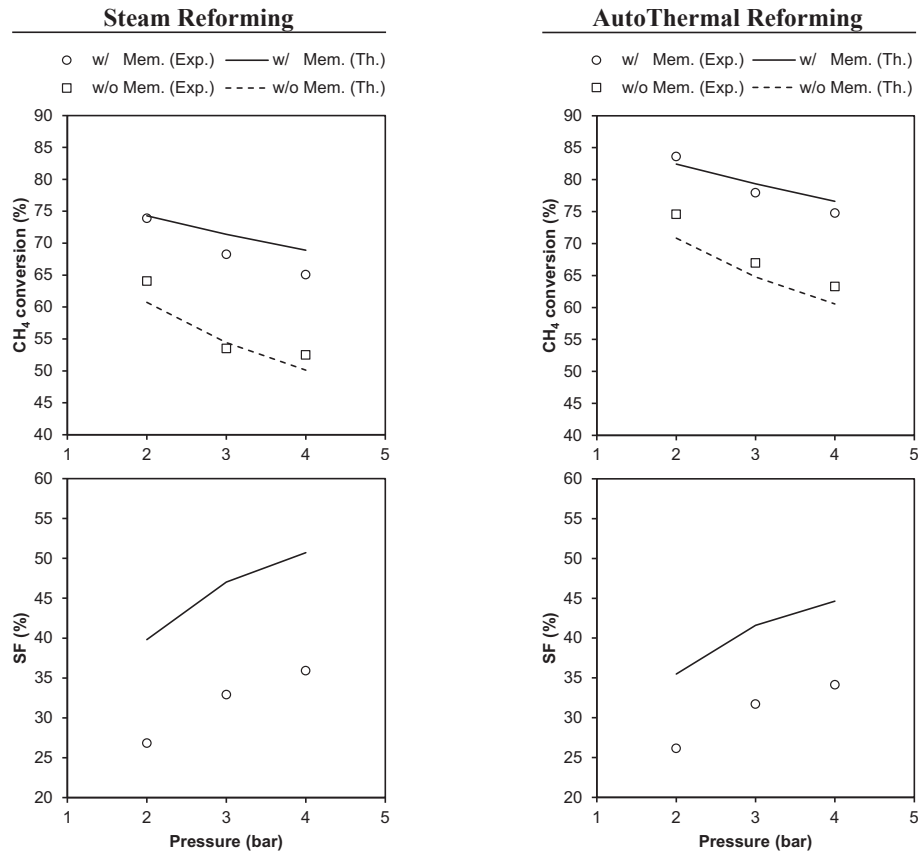 Steam Reforming
w/ Mem. (Exp.) w/ Mem. (Th.)
w/o Mem. (Exp.) w/o Mem. (Th.)
90
85
80
75
70
65
60
55
50
45
40
CH₄ conversion (%)
1 2 3 4 5
60
55
50
45
40
35
30
25
20
SF (%)
1 2 3 4 5
Pressure (bar)
AutoThermal Reforming
w/ Mem. (Exp.) w/ Mem. (Th.)
w/o Mem. (Exp.) w/o Mem. (Th.)
90
85
80
75
70
65
60
55
50
45
40
CH₄ conversion (%)
1 2 3 4 5
60
55
50
45
40
35
30
25
20
SF (%)
1 2 3 4 5
Pressure (bar)